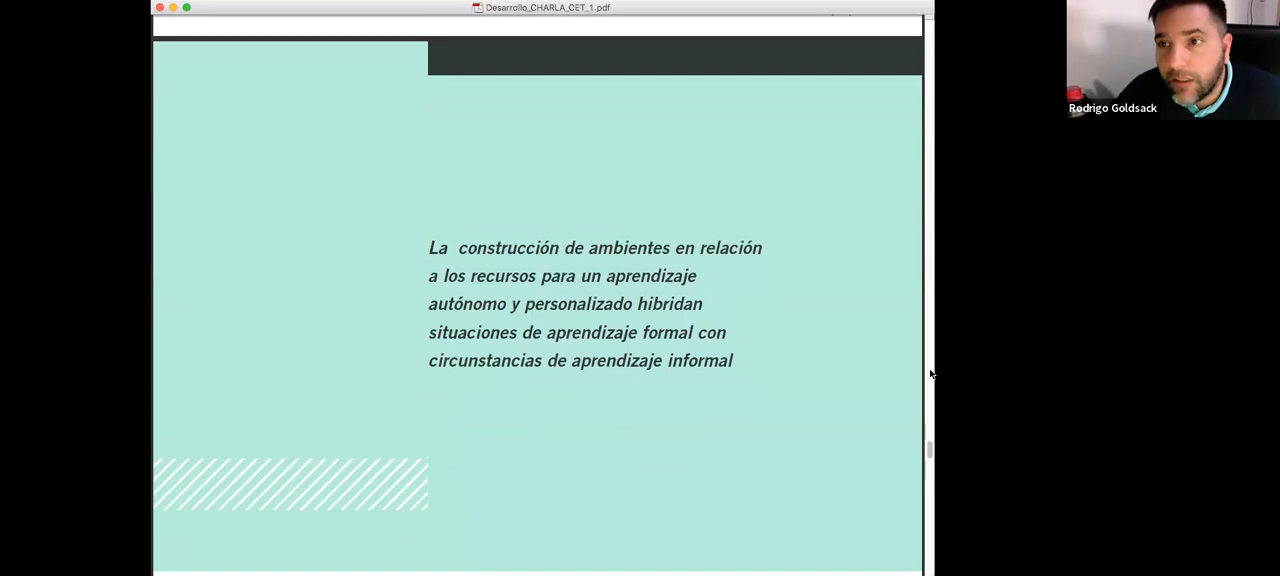 Desarrollo_CHARLA_CET_1.pdf
Rodrigo Goldsack
La  construcción de ambientes en relación
a los recursos para un aprendizaje
autónomo y personalizado hibridan
situaciones de aprendizaje formal con
circunstancias de aprendizaje informal